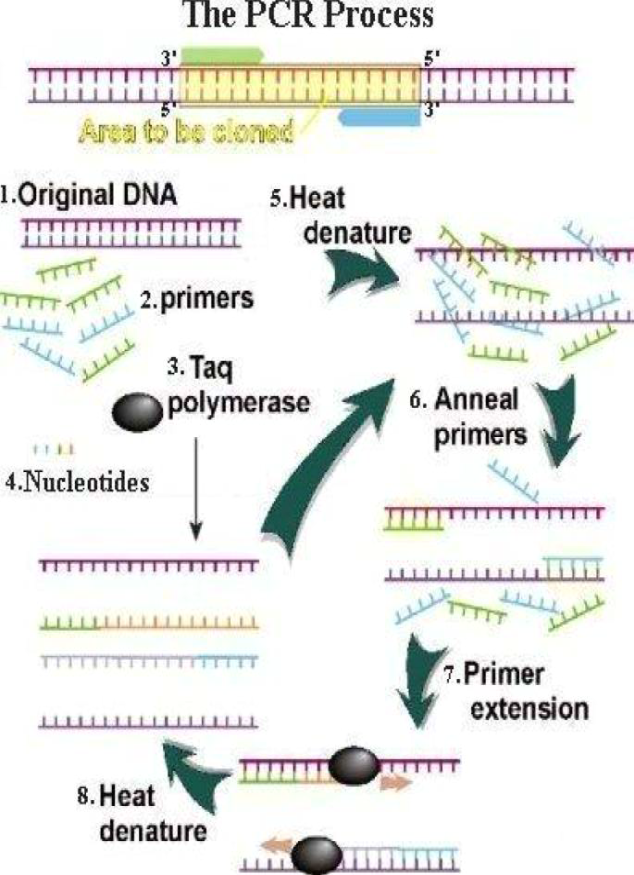 The PCR Process
3' 5'
5' 3'
Area to be cloned
1.Original DNA
2.primers
3. Taq
polymerase
4.Nucleotides
5.Heat
denature
6. Anneal
primers
7.Primer
extension
8.Heat
denature